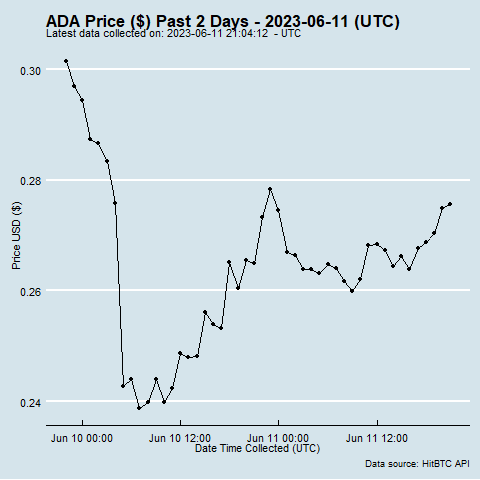 ADA Price ($) Past 2 Days - 2023-06-11 (UTC)
Latest data collected on: 2023-06-11 21:04:12  - UTC
0.30
0.28
0.26
0.24
Price USD ($)
Jun 10 00:00 Jun 10 12:00 Jun 11 00:00 Jun 11 12:00
Date Time Collected (UTC)
Data source: HitBTC API